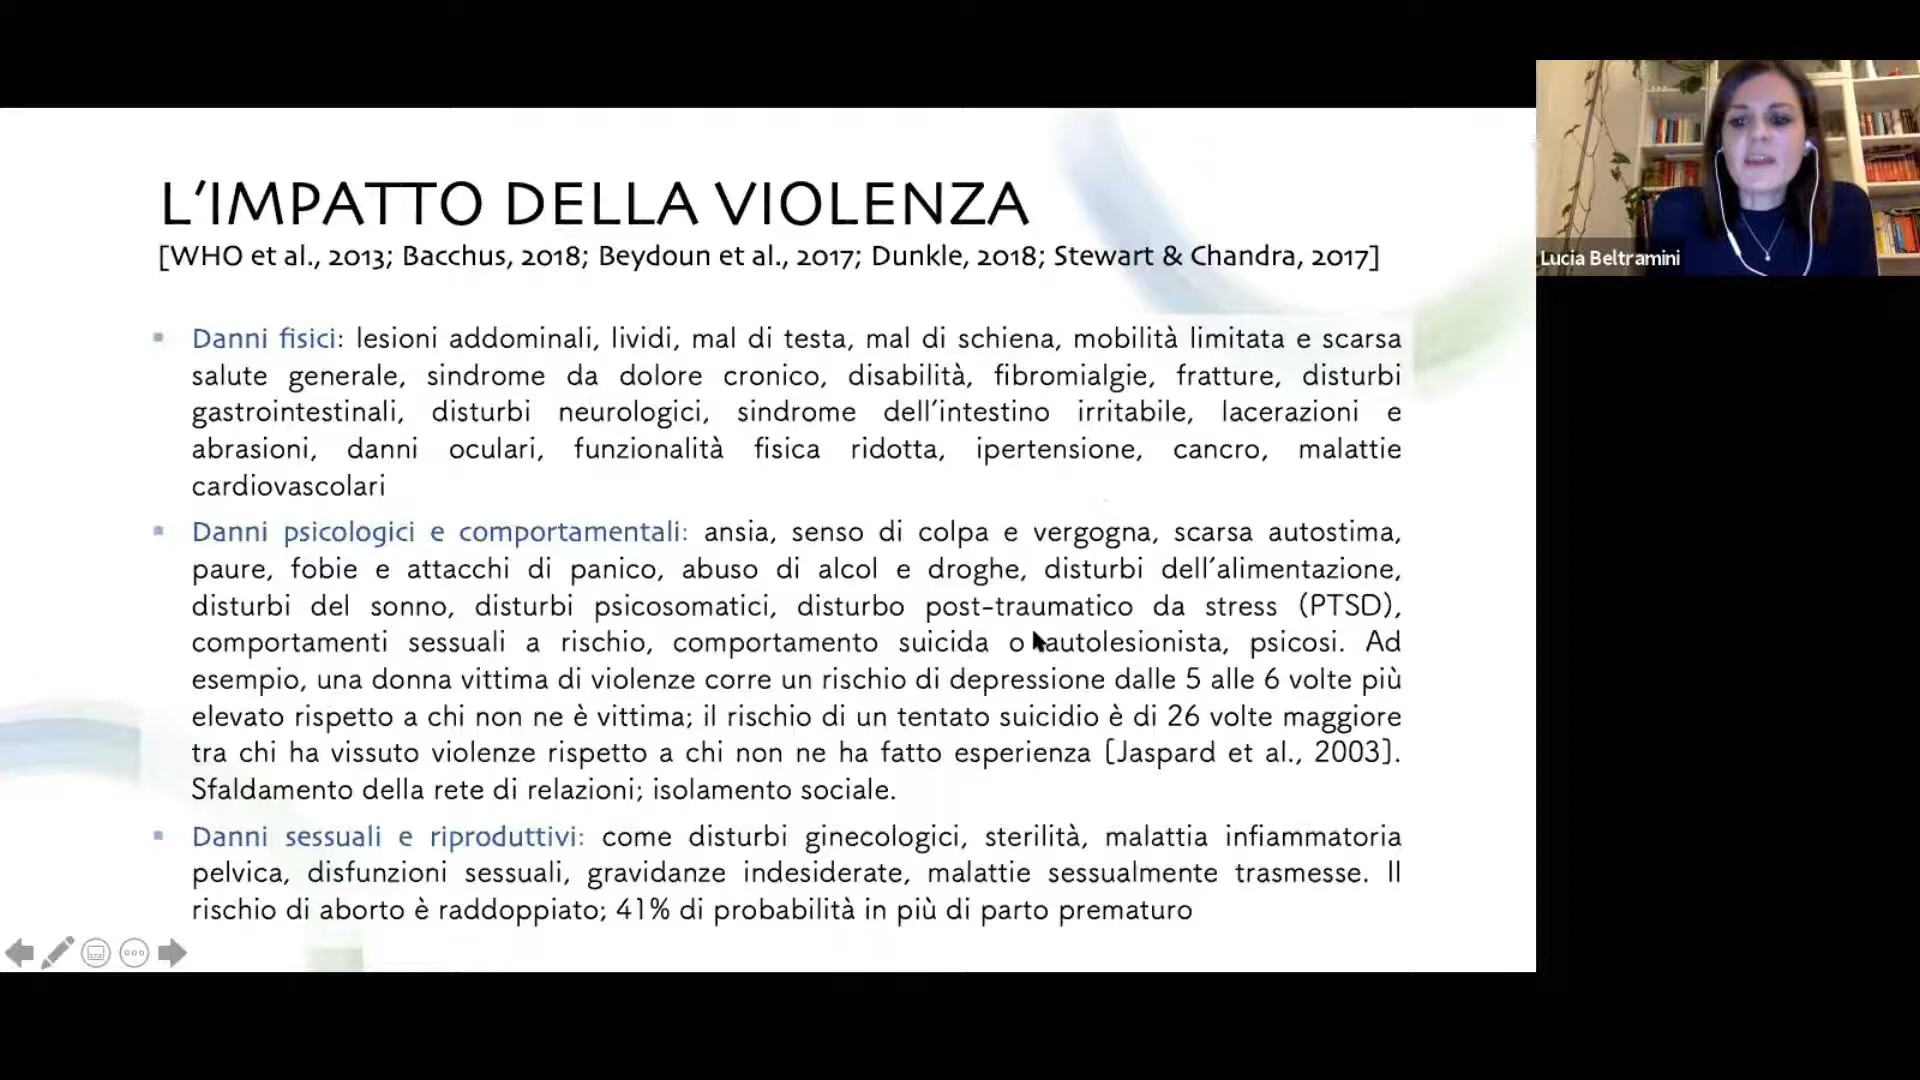 L’IMPATTO DELLA VIOLENZA
[WHO et al., 2013; Bacchus, 2018; Beydoun et al., 2017; Dunkle, 2018; Stewart & Chandra, 2017]
Lucia Beltramini
▪ Danni fisici: lesioni addominali, lividi, mal di testa, mal di schiena, mobilità limitata e scarsa
salute generale, sindrome da dolore cronico, disabilità, fibromialgie, fratture, disturbi
gastrointestinali, disturbi neurologici, sindrome dell’intestino irritabile, lacerazioni e
abrasioni, danni oculari, funzionalità fisica ridotta, ipertensione, cancro, malattie
cardiovascolari
▪ Danni psicologici e comportamentali: ansia, senso di colpa e vergogna, scarsa autostima,
paure, fobie e attacchi di panico, abuso di alcol e droghe, disturbi dell’alimentazione,
disturbi del sonno, disturbi psicosomatici, disturbo post-traumatico da stress (PTSD),
comportamenti sessuali a rischio, comportamento suicida o autolesionista, psicosi. Ad
esempio, una donna vittima di violenze corre un rischio di depressione dalle 5 alle 6 volte più
elevato rispetto a chi non ne è vittima; il rischio di un tentato suicidio è di 26 volte maggiore
tra chi ha vissuto violenze rispetto a chi non ne ha fatto esperienza [Jaspard et al., 2003].
Sfaldamento della rete di relazioni; isolamento sociale.
▪ Danni sessuali e riproduttivi: come disturbi ginecologici, sterilità, malattia infiammatoria
pelvica, disfunzioni sessuali, gravidanze indesiderate, malattie sessualmente trasmesse. Il
rischio di aborto è raddoppiato; 41% di probabilità in più di parto prematuro